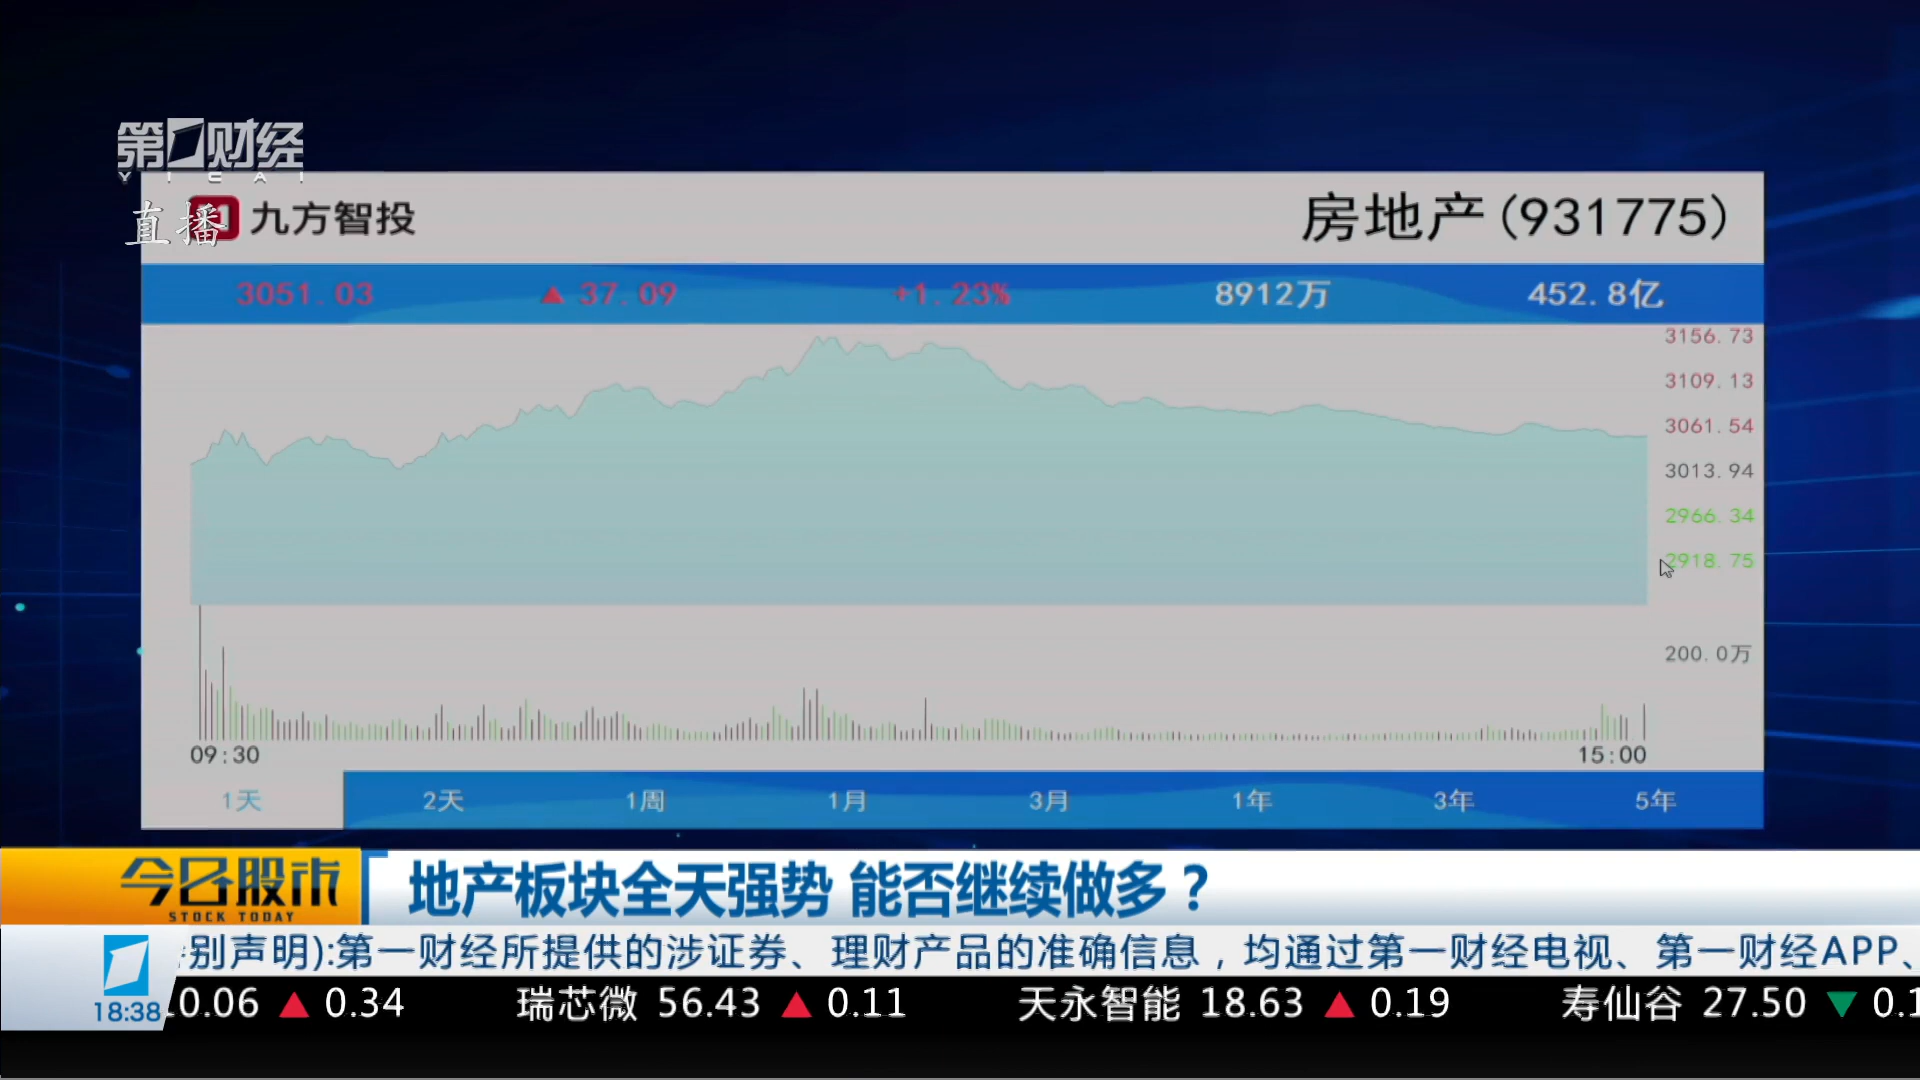 第一财经
YICAI
直播
九方智投
房地产(931775)
3051.03 ▲ 37.09 +1.23% 8912万 452.8亿
3156.73
3109.13
3061.54
3013.94
2966.34
2918.75
200.0万
09:30 15:00
1天 2天 1周 1月 3月 1年 3年 5年
今日股市
STOCK TODAY
地产板块全天强势 能否继续做多？
别声明):第一财经所提供的涉证券、理财产品的准确信息，均通过第一财经电视、第一财经APP、
18:38
0.06 ▲ 0.34 瑞芯微 56.43 ▲ 0.11 天永智能 18.63 ▲ 0.19 寿仙谷 27.50 ▼ 0.1